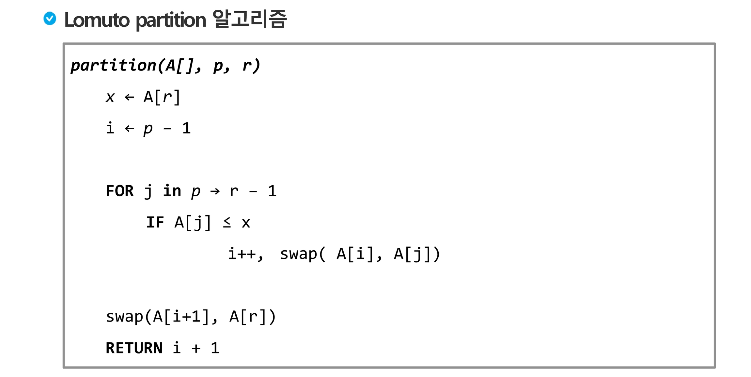 Lomuto partition 알고리즘
partition(A[], p, r)
x ← A[r]
i ← p – 1
FOR j in p → r – 1
IF A[j] ≤ x
i++, swap( A[i], A[j])
swap(A[i+1], A[r])
RETURN i + 1